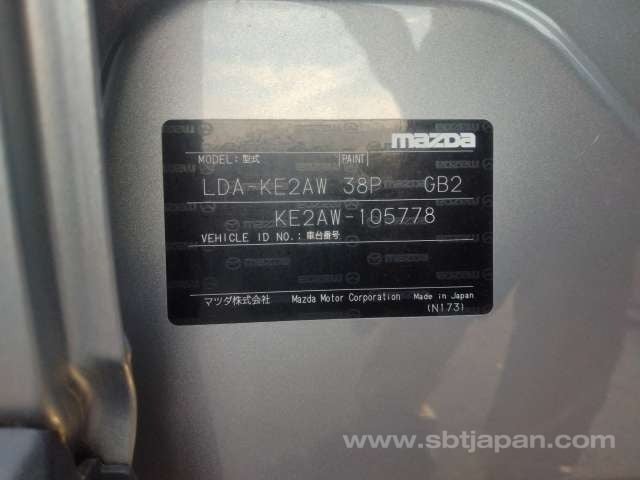 mazda
MODEL: 型式 PAINT
LDA-KE2AW 38P GB2
KE2AW-105778
VEHICLE ID NO.: 車台番号
マツダ株式会社 Mazda Motor Corporation Made in Japan
(N173)
www.sbtjapan.com